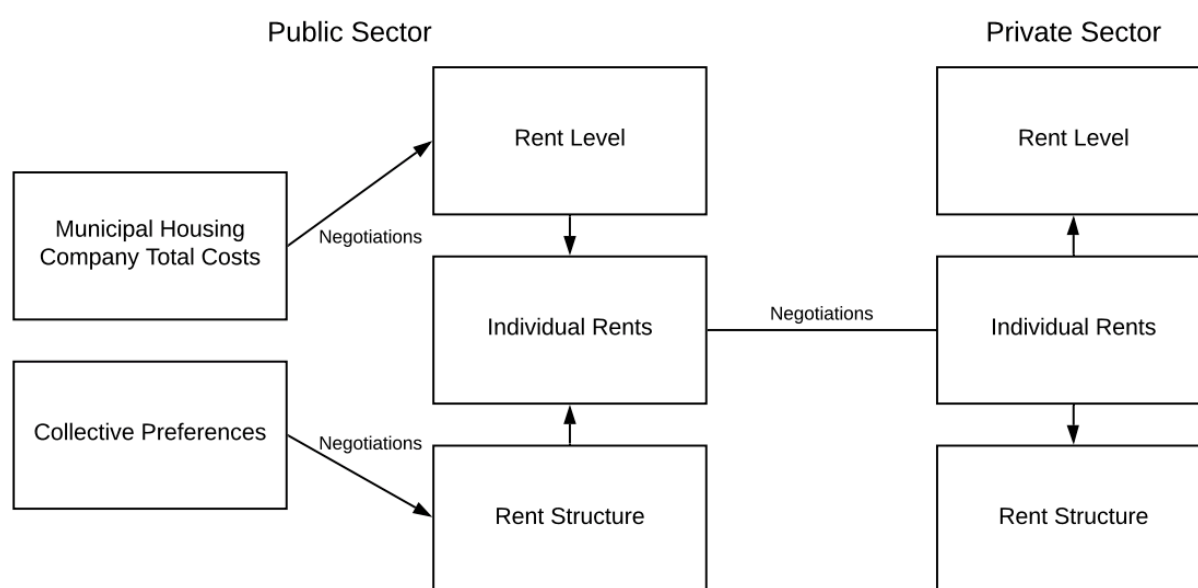 Public Sector
Private Sector
Rent Level
Rent Level
Municipal Housing
Company Total Costs
Negotiations
Individual Rents
Negotiations
Individual Rents
Collective Preferences
Negotiations
Rent Structure
Rent Structure